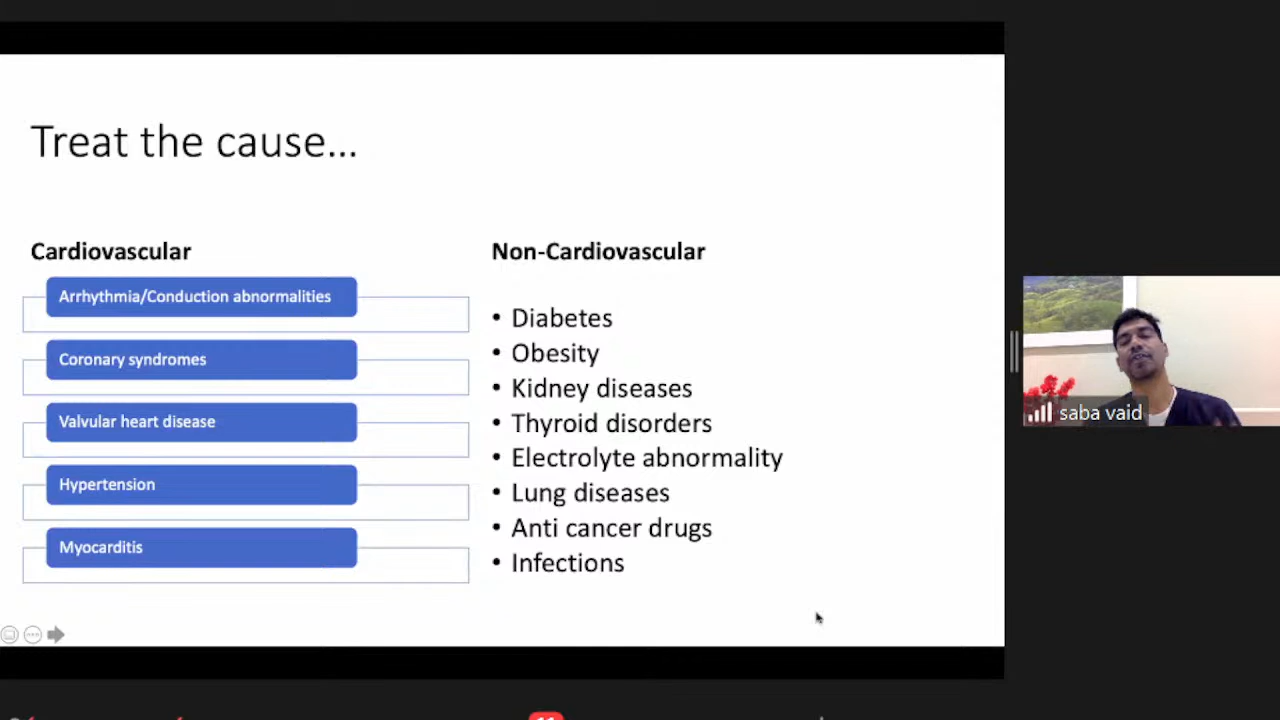 Treat the cause...
Cardiovascular
Arrhythmia/Conduction abnormalities
Coronary syndromes
Valvular heart disease
Hypertension
Myocarditis
Non-Cardiovascular
• Diabetes
• Obesity
• Kidney diseases
• Thyroid disorders
• Electrolyte abnormality
• Lung diseases
• Anti cancer drugs
• Infections
saba vaid